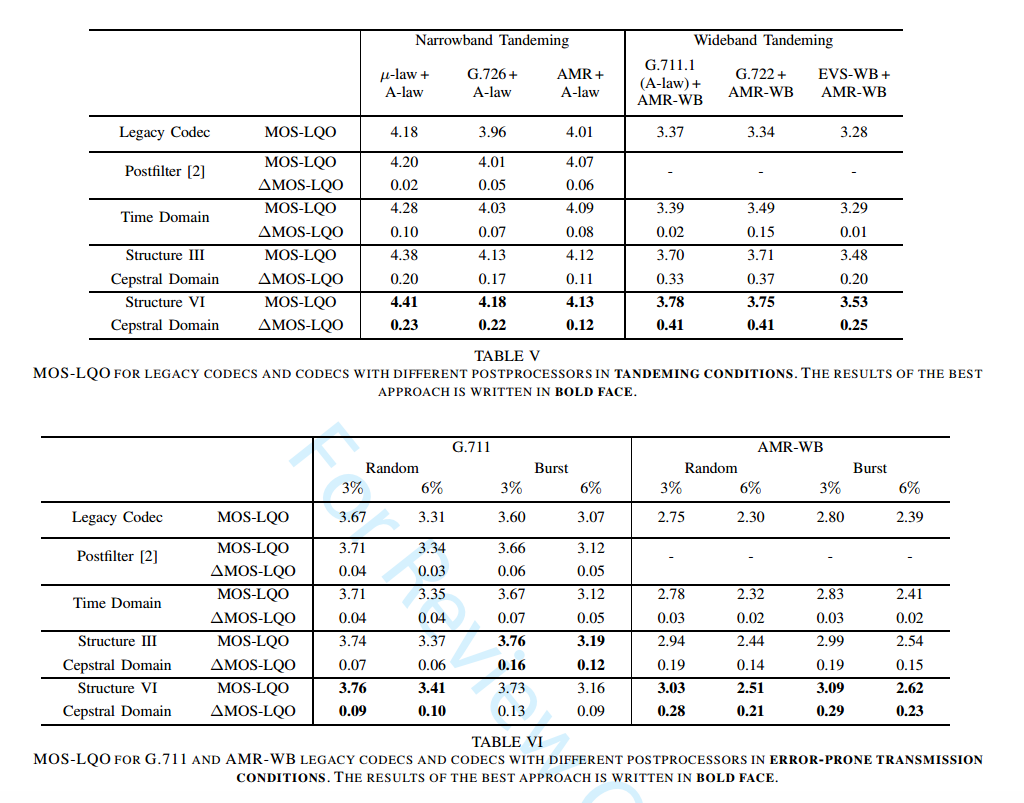 Narrowband Tandeming Wideband Tandeming
μ-law + A-law G.726 + A-law AMR + A-law G.711.1 (A-law) + AMR-WB G.722 + AMR-WB EVS-WB + AMR-WB
Legacy Codec MOS-LQO 4.18 3.96 4.01 3.37 3.34 3.28
Postfilter [2] MOS-LQO 4.20 4.01 4.07 - - -
ΔMOS-LQO 0.02 0.05 0.06
Time Domain MOS-LQO 4.28 4.03 4.09 3.39 3.49 3.29
ΔMOS-LQO 0.10 0.07 0.08 0.02 0.15 0.01
Structure III MOS-LQO 4.38 4.13 4.12 3.70 3.71 3.48
Cepstral Domain ΔMOS-LQO 0.20 0.17 0.11 0.33 0.37 0.20
Structure VI MOS-LQO 4.41 4.18 4.13 3.78 3.75 3.53
Cepstral Domain ΔMOS-LQO 0.23 0.22 0.12 0.41 0.41 0.25
TABLE V
MOS-LQO FOR LEGACY CODECS AND CODECS WITH DIFFERENT POSTPROCESSORS IN TANDEMING CONDITIONS. THE RESULTS OF THE BEST
APPROACH IS WRITTEN IN BOLD FACE.
G.711 AMR-WB
Random Burst Random Burst
3% 6% 3% 6% 3% 6% 3% 6%
Legacy Codec MOS-LQO 3.67 3.31 3.60 3.07 2.75 2.30 2.80 2.39
Postfilter [2] MOS-LQO 3.71 3.34 3.66 3.12 - - - -
ΔMOS-LQO 0.04 0.03 0.06 0.05
Time Domain MOS-LQO 3.71 3.35 3.67 3.12 2.78 2.32 2.83 2.41
ΔMOS-LQO 0.04 0.04 0.07 0.05 0.03 0.02 0.03 0.02
Structure III MOS-LQO 3.74 3.37 3.76 3.19 2.94 2.44 2.99 2.54
Cepstral Domain ΔMOS-LQO 0.07 0.06 0.16 0.12 0.19 0.14 0.19 0.15
Structure VI MOS-LQO 3.76 3.41 3.73 3.16 3.03 2.51 3.09 2.62
Cepstral Domain ΔMOS-LQO 0.09 0.10 0.13 0.09 0.28 0.21 0.29 0.23
TABLE VI
MOS-LQO FOR G.711 AND AMR-WB LEGACY CODECS AND CODECS WITH DIFFERENT POSTPROCESSORS IN ERROR-PRONE TRANSMISSION
CONDITIONS. THE RESULTS OF THE BEST APPROACH IS WRITTEN IN BOLD FACE.
For Review